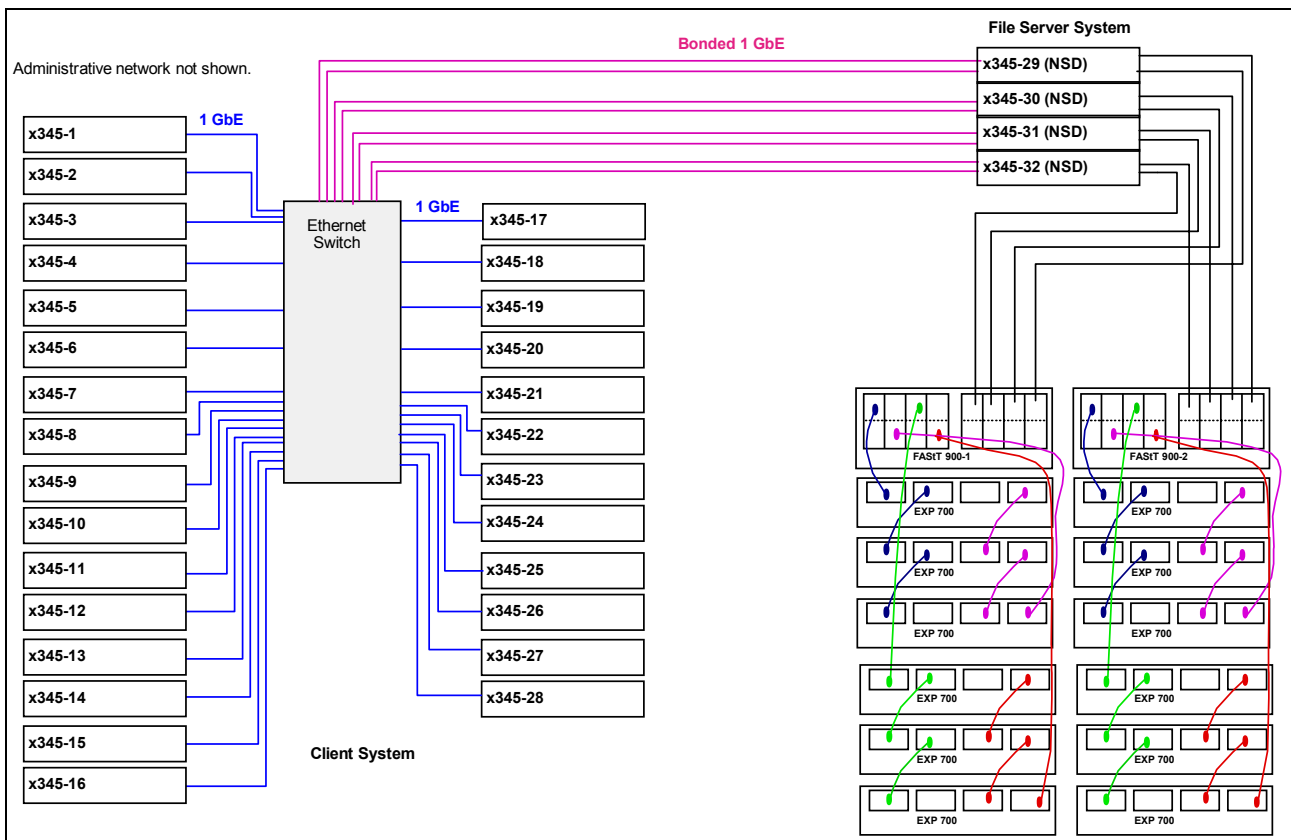 File Server System
Bonded 1 GbE
Administrative network not shown.
x345-29 (NSD)
x345-30 (NSD)
x345-31 (NSD)
x345-32 (NSD)
1 GbE
x345-1
x345-2
x345-3
x345-4
x345-5
x345-6
x345-7
x345-8
x345-9
x345-10
x345-11
x345-12
x345-13
x345-14
x345-15
x345-16
Ethernet
Switch
1 GbE
x345-17
x345-18
x345-19
x345-20
x345-21
x345-22
x345-23
x345-24
x345-25
x345-26
x345-27
x345-28
Client System
FAStT 900-1
EXP 700
EXP 700
EXP 700
EXP 700
EXP 700
EXP 700
FAStT 900-2
EXP 700
EXP 700
EXP 700
EXP 700
EXP 700
EXP 700